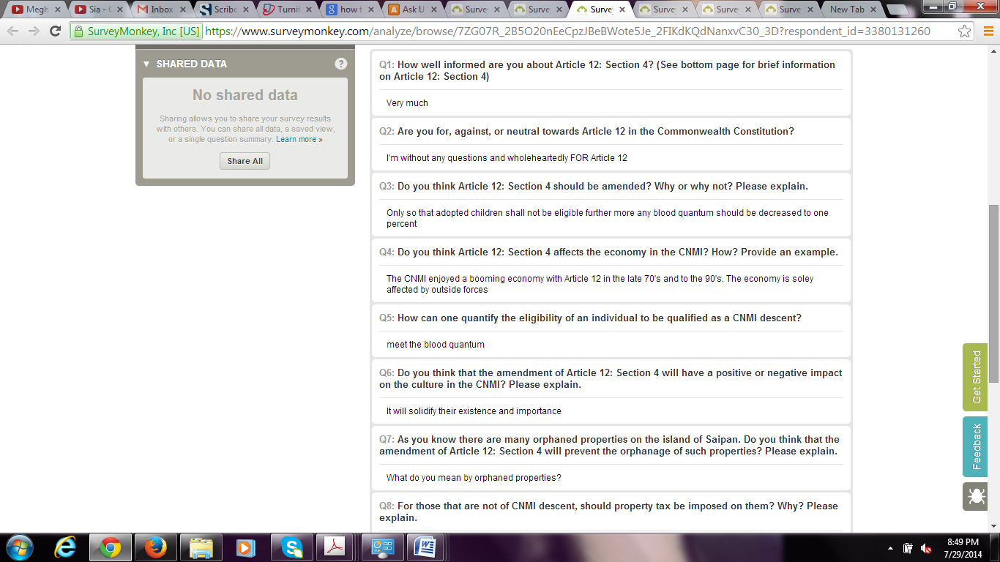 Megh
Sia - C
Inbox
Scribd
Turnit
how t
Ask U
Surve
Surve
Survey
Survey
Surve
Surve
New Tab
SurveyMonkey, Inc [US] https://www.surveymonkey.com/analyze/browse/7ZG07R_2B5O20nEeCpzJBeBWote5Je_2FIKdKQdNanxvC30_3D?respondent_id=3380131260
SHARED DATA
?
No shared data
Sharing allows you to share your survey results
with others. You can share all data, a saved view,
or a single question summary. Learn more »
Share All
Q1: How well informed are you about Article 12: Section 4? (See bottom page for brief information
on Article 12: Section 4)
Very much
Q2: Are you for, against, or neutral towards Article 12 in the Commonwealth Constitution?
I'm without any questions and wholeheartedly FOR Article 12
Q3: Do you think Article 12: Section 4 should be amended? Why or why not? Please explain.
Only so that adopted children shall not be eligible further more any blood quantum should be decreased to one
percent
Q4: Do you think Article 12: Section 4 affects the economy in the CNMI? How? Provide an example.
The CNMI enjoyed a booming economy with Article 12 in the late 70's and to the 90's. The economy is soley
affected by outside forces
Q5: How can one quantify the eligibility of an individual to be qualified as a CNMI descent?
meet the blood quantum
Q6: Do you think that the amendment of Article 12: Section 4 will have a positive or negative impact
on the culture in the CNMI? Please explain.
It will solidify their existence and importance
Q7: As you know there are many orphaned properties on the island of Saipan. Do you think that the
amendment of Article 12: Section 4 will prevent the orphanage of such properties? Please explain.
What do you mean by orphaned properties?
Q8: For those that are not of CNMI descent, should property tax be imposed on them? Why? Please
explain.
Get Started
Feedback
8:49 PM
7/29/2014